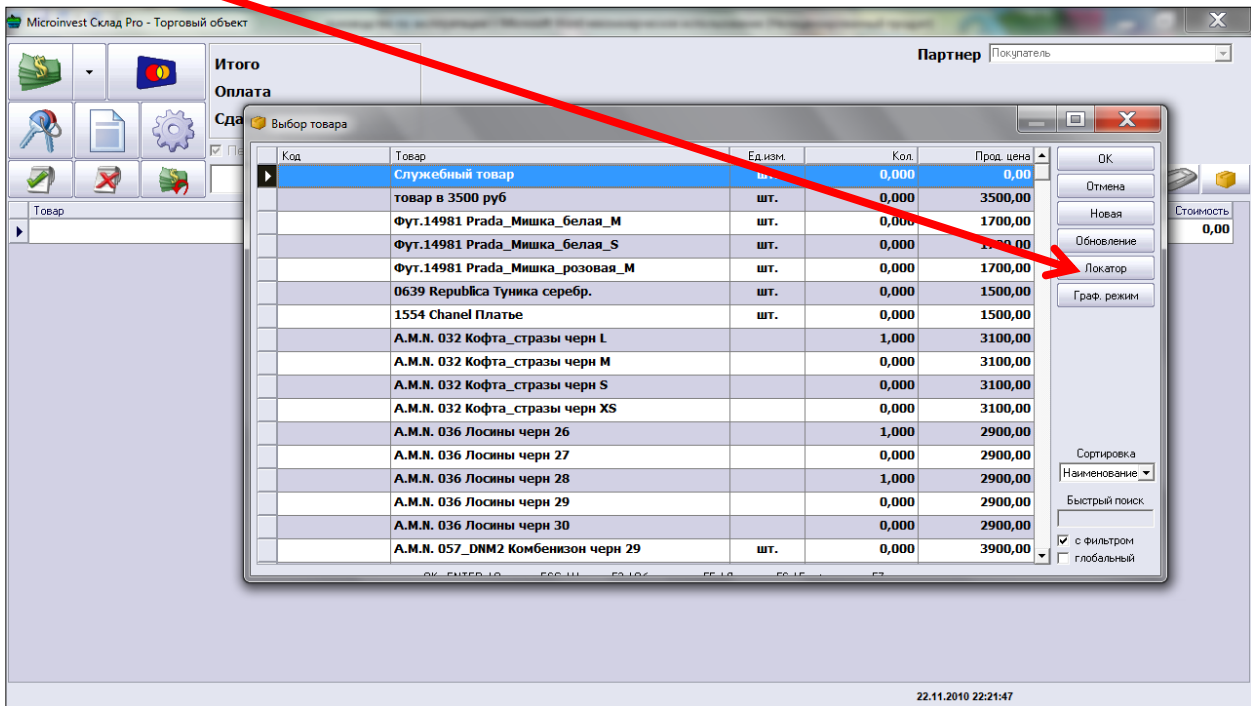 Microinvest Склад Pro - Торговый объект
Итого
Оплата
Сда
Партнер Покупатель
Товар
Стоимость
0,00
Выбор товара
Код Товар Ед.изм. Кол. Прод. цена
Служебный товар 0,000 0,00
товар в 3500 руб шт. 0,000 3500,00
Фут.14981 Prada_Мишка_белая_M шт. 0,000 1700,00
Фут.14981 Prada_Мишка_белая_S шт. 0,000 1700,00
Фут.14981 Prada_Мишка_розовая_M шт. 0,000 1700,00
0639 Republica Туника серебр. шт. 0,000 1500,00
1554 Chanel Платье шт. 0,000 1500,00
A.M.N. 032 Кофта_стразы черн L 1,000 3100,00
A.M.N. 032 Кофта_стразы черн M 0,000 3100,00
A.M.N. 032 Кофта_стразы черн S 0,000 3100,00
A.M.N. 032 Кофта_стразы черн XS 0,000 3100,00
A.M.N. 036 Лосины черн 26 1,000 2900,00
A.M.N. 036 Лосины черн 27 0,000 2900,00
A.M.N. 036 Лосины черн 28 1,000 2900,00
A.M.N. 036 Лосины черн 29 0,000 2900,00
A.M.N. 036 Лосины черн 30 0,000 2900,00
A.M.N. 057_DNM2 Комбенизон черн 29 шт. 0,000 3900,00
OK
Отмена
Новая
Обновление
Локатор
Граф. режим
Сортировка
Наименование
Быстрый поиск
с фильтром
глобальный
22.11.2010 22:21:47